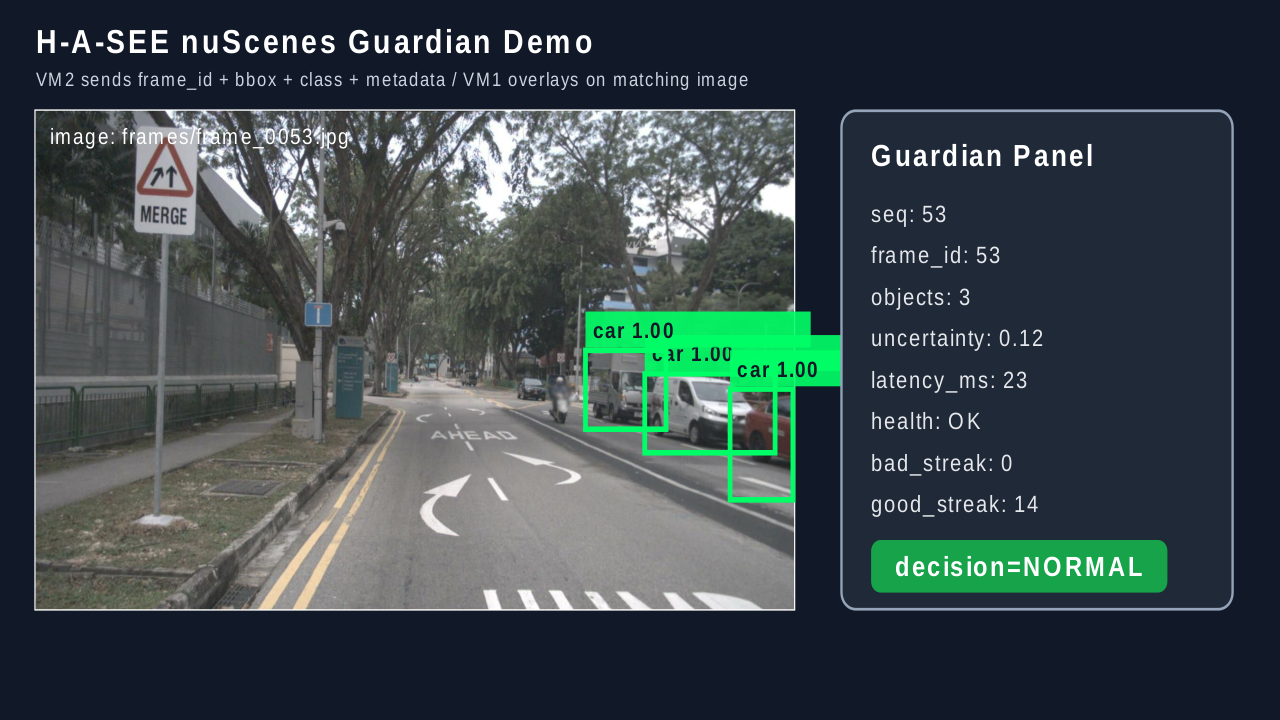 H-A-SEE nuScenes Guardian Demo
VM2 sends frame_id + bbox + class + metadata / VM1 overlays on matching image
image: frames/frame_0053.jpg
MERGE
car 1.00
car 1.00
car 1.00
AHEAD
Guardian Panel
seq: 53
frame_id: 53
objects: 3
uncertainty: 0.12
latency_ms: 23
health: OK
bad_streak: 0
good_streak: 14
decision=NORMAL